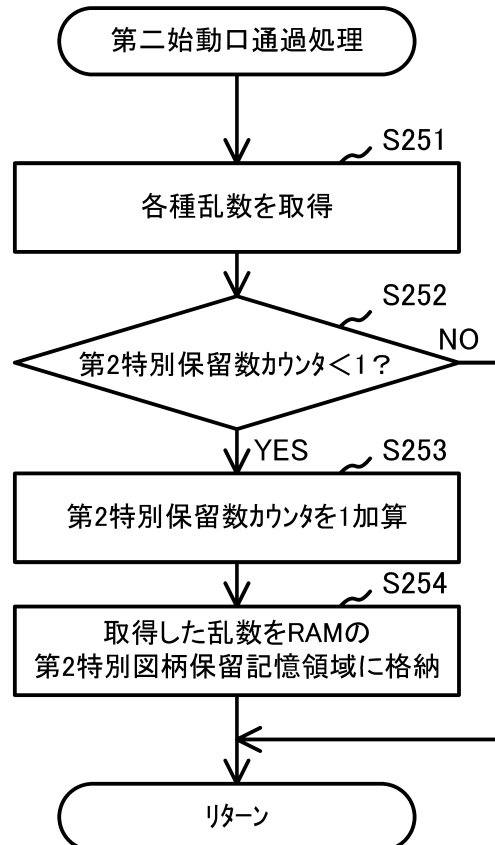 第二始動口通過処理
S251
各種乱数を取得
S252
第2特別保留数カウンタ＜1？
NO
YES
S253
第2特別保留数カウンタを1加算
S254
取得した乱数をRAMの
第2特別図柄保留記憶領域に格納
リターン